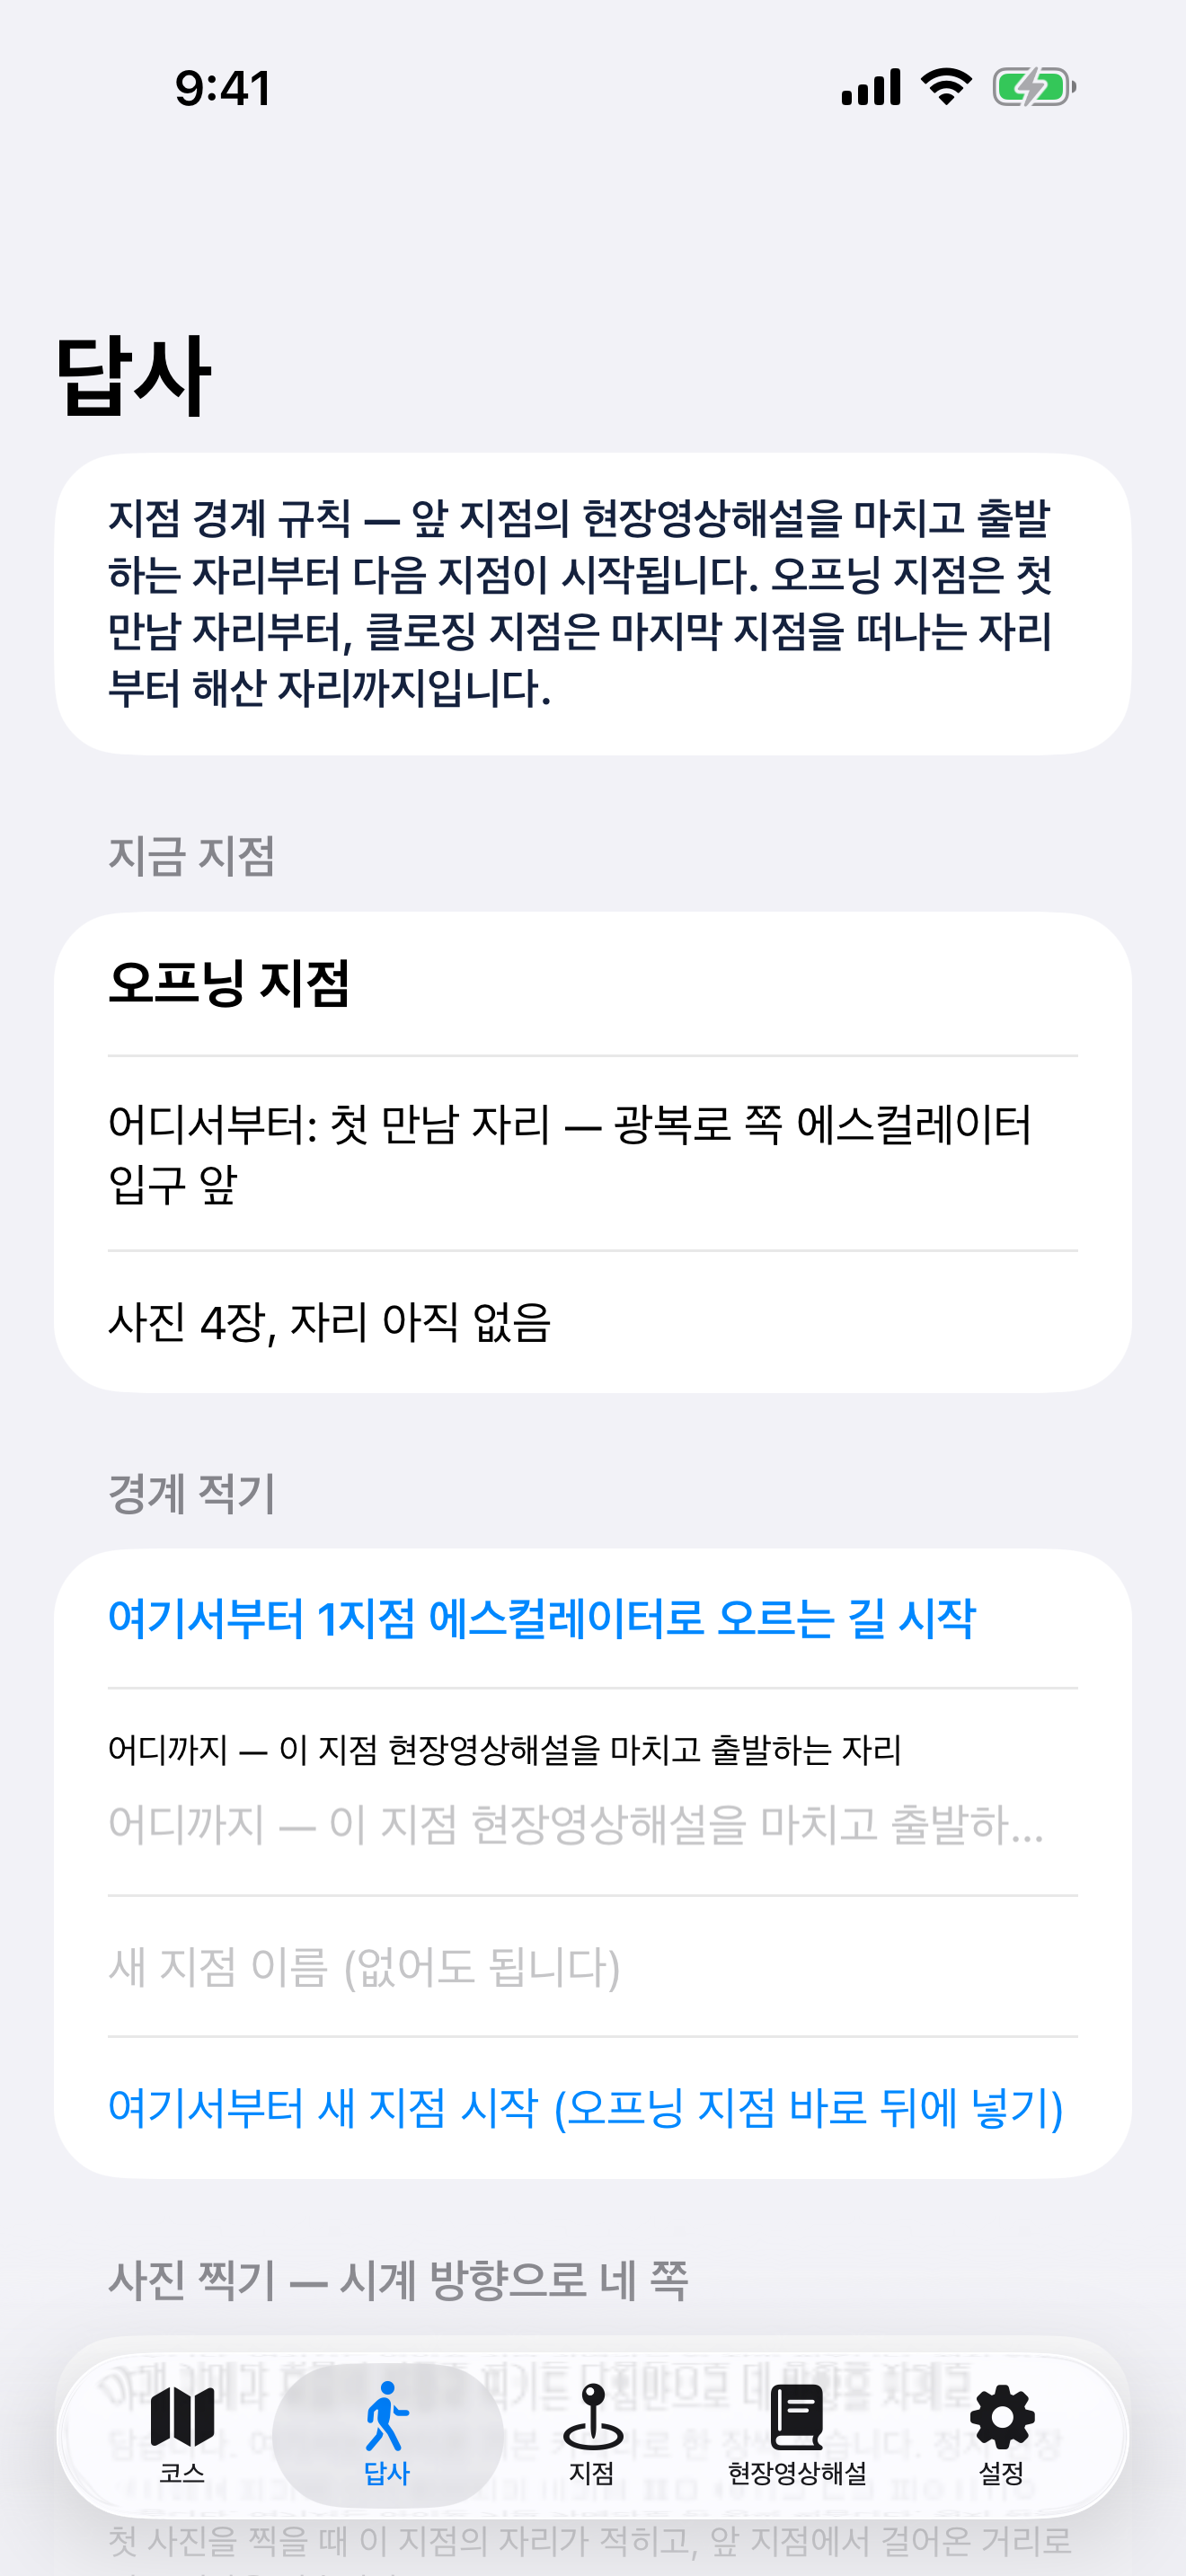 9:41
답사
지점 경계 규칙 — 앞 지점의 현장영상해설을 마치고 출발
하는 자리부터 다음 지점이 시작됩니다. 오프닝 지점은 첫
만남 자리부터, 클로징 지점은 마지막 지점을 떠나는 자리
부터 해산 자리까지입니다.
지금 지점
오프닝 지점
어디서부터: 첫 만남 자리 — 광복로 쪽 에스컬레이터
입구 앞
사진 4장, 자리 아직 없음
경계 적기
여기서부터 1지점 에스컬레이터로 오르는 길 시작
어디까지 — 이 지점 현장영상해설을 마치고 출발하는 자리
어디까지 — 이 지점 현장영상해설을 마치고 출발하...
새 지점 이름 (없어도 됩니다)
여기서부터 새 지점 시작 (오프닝 지점 바로 뒤에 넣기)
사진 찍기 — 시계 방향으로 네 쪽
코스
답사
지점
현장영상해설
설정
첫 사진을 찍을 때 이 지점의 자리가 적히고, 앞 지점에서 걸어온 거리로